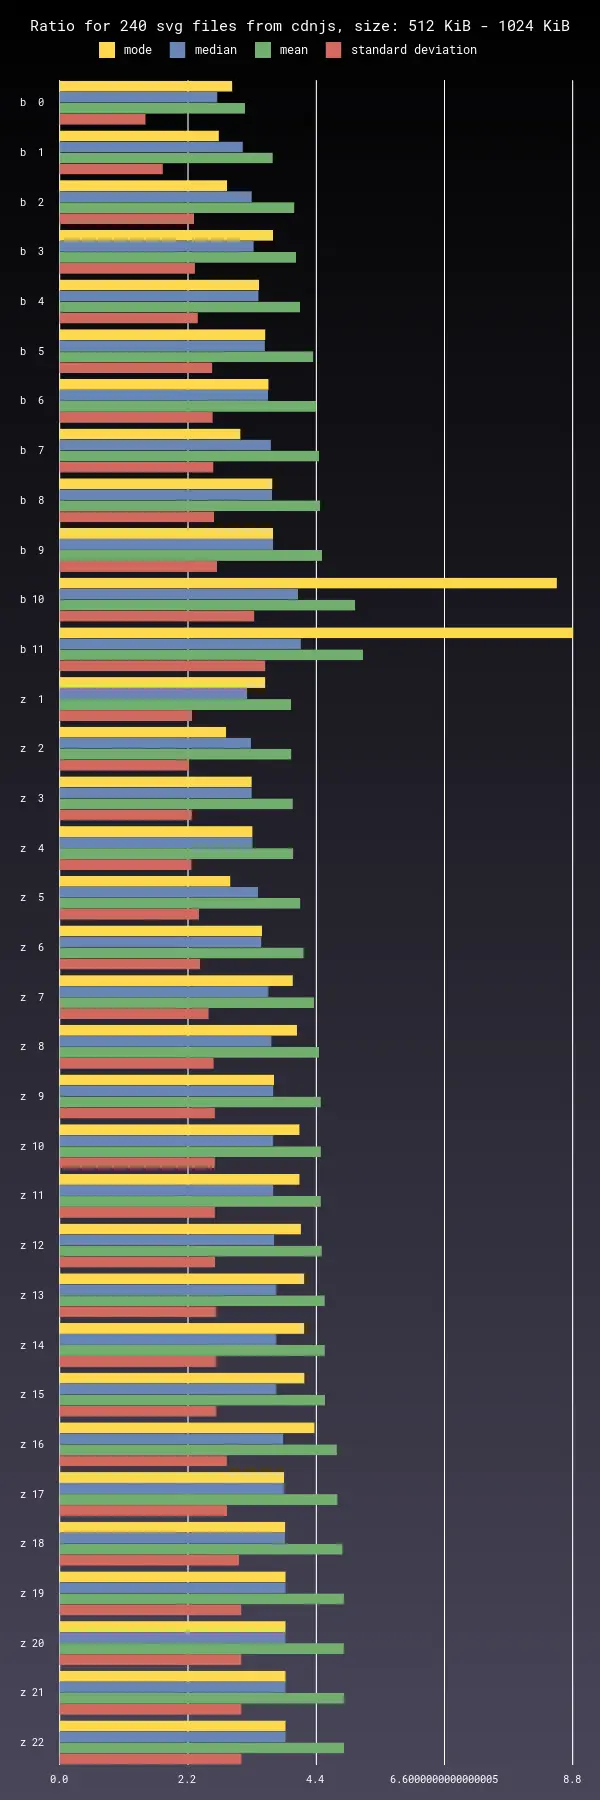 Ratio for 240 svg files from cdnjs, size: 512 KiB - 1024 KiB
mode median mean standard deviation
b 0
b 1
b 2
b 3
b 4
b 5
b 6
b 7
b 8
b 9
b 10
b 11
z 1
z 2
z 3
z 4
z 5
z 6
z 7
z 8
z 9
z 10
z 11
z 12
z 13
z 14
z 15
z 16
z 17
z 18
z 19
z 20
z 21
z 22
0.0 2.2 4.4 6.6000000000000005 8.8